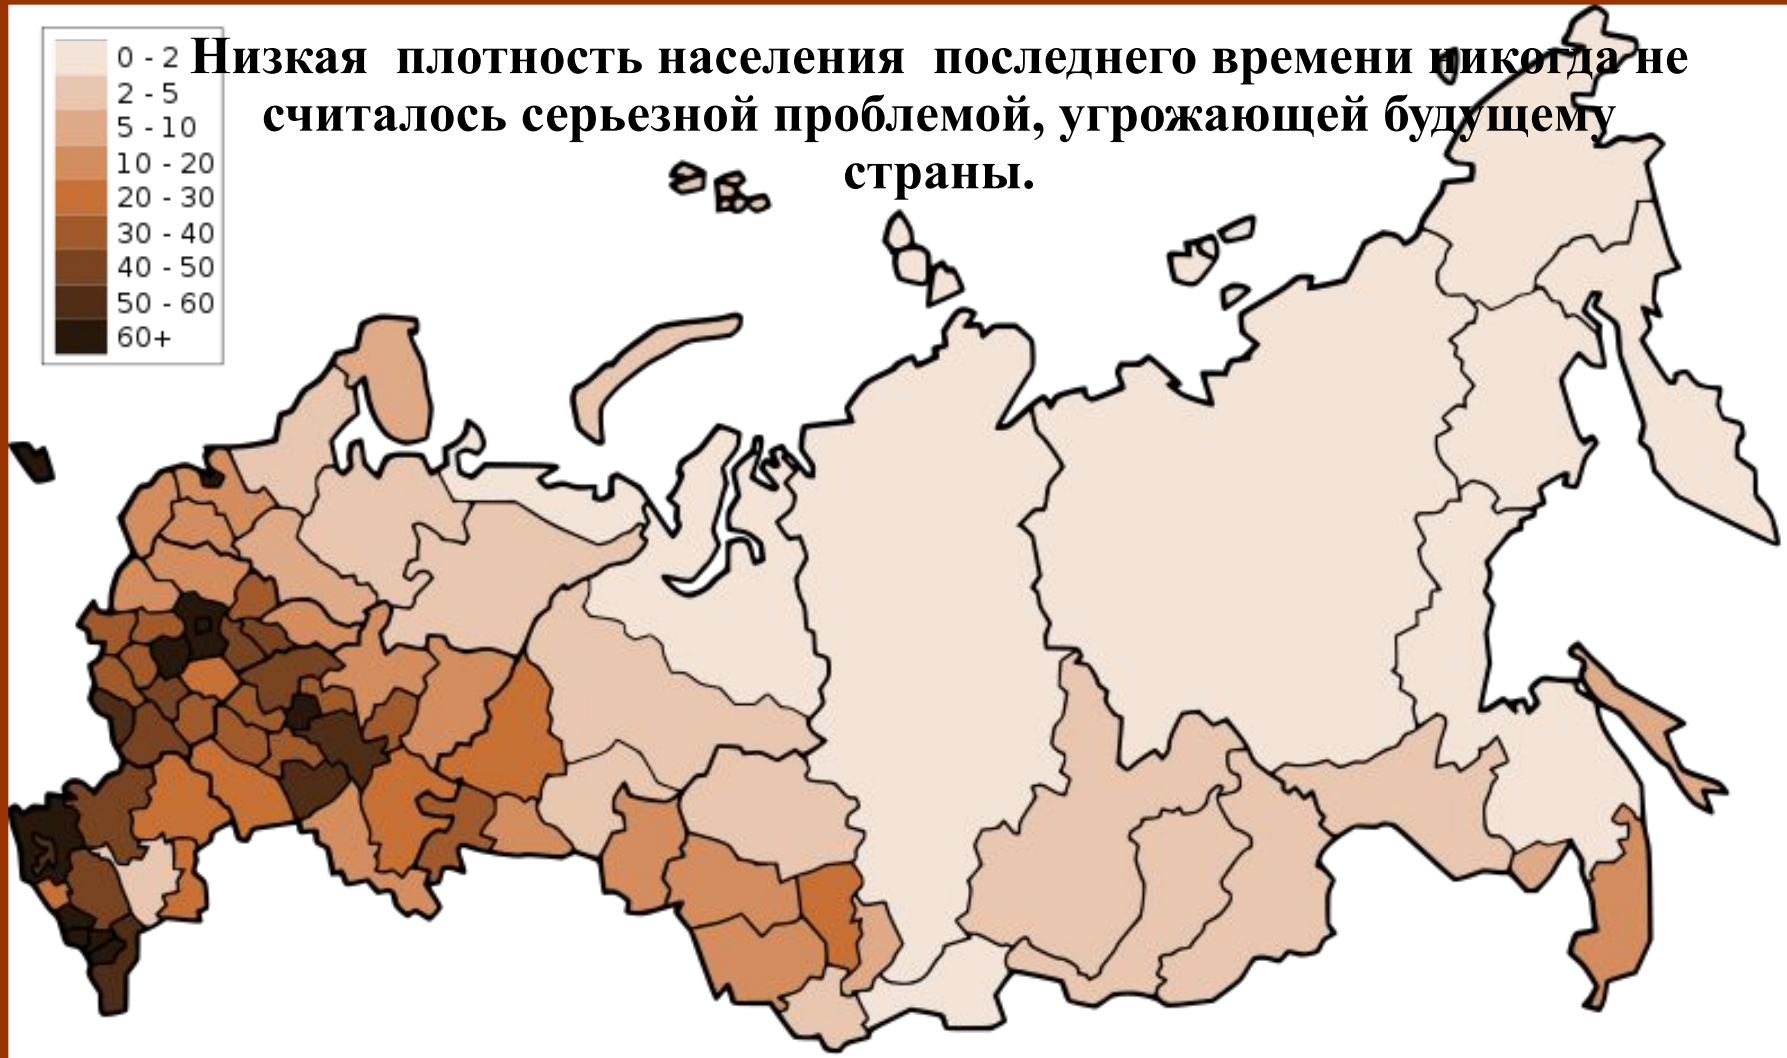 Низкая плотность населения последнего времени никогда не
считалось серьезной проблемой, угрожающей будущему
страны.
0 - 2
2 - 5
5 - 10
10 - 20
20 - 30
30 - 40
40 - 50
50 - 60
60+